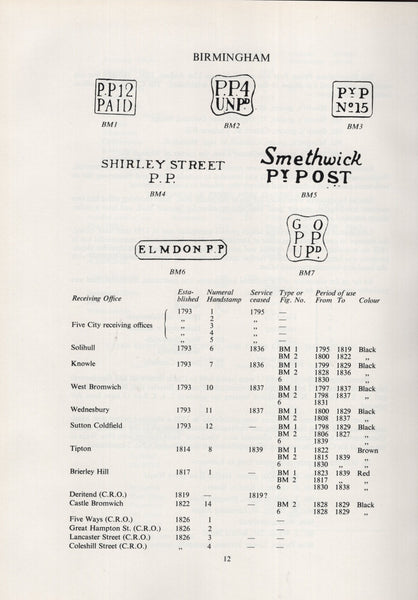 BIRMINGHAM
P.P12
PAID
P.P4
UNPD
PYP
No15
BM1
BM2
BM3
SHIRLEY STREET
P.P.
Smethwick
PY POST
BM4
BM5
ELMDON P.P
G O
P P
UPD
BM6
BM7
Receiving Office Esta-blished Numeral Handstamp Service ceased Type or Fig. No. Period of use From To Colour
Five City receiving offices 1793 1 1795 —
„ 2 „ —
„ 3 „ —
„ 4 „ —
„ 5 „ —
Solihull 1793 6 1836 BM 1 1795 1819 Black
BM 2 1800 1822 „
Knowle 1793 7 1836 BM 1 1799 1829 Black
BM 2 1828 1836 „
6 1830 „
West Bromwich 1793 10 1837 BM 1 1797 1837 Black
BM 2 1798 1837 „
6 1831 „
Wednesbury 1793 11 1837 BM 1 1800 1829 Black
BM 2 1808 1837 „
Sutton Coldfield 1793 12 — BM 1 1798 1829 Black
BM 2 1806 1827 „
6 1839 „
Tipton 1814 8 1839 BM 1 1822 Brown
BM 2 1815 1839 „
6 1830 „ „
Brierley Hill 1817 1 — BM 1 1823 1839 Red
BM 2 1817 „ „
6 1830 1838 „
Deritend (C.R.O.) 1819 — 1819? —
Castle Bromwich 1822 14 — BM 2 1828 1829 Black
6 1828 1829 „
Five Ways (C.R.O.) 1826 1 —
Great Hampton St. (C.R.O.) 1826 2 —
Lancaster Street (C.R.O.) 1826 3 — —
Coleshill Street (C.R.O.) „ 4 —
12